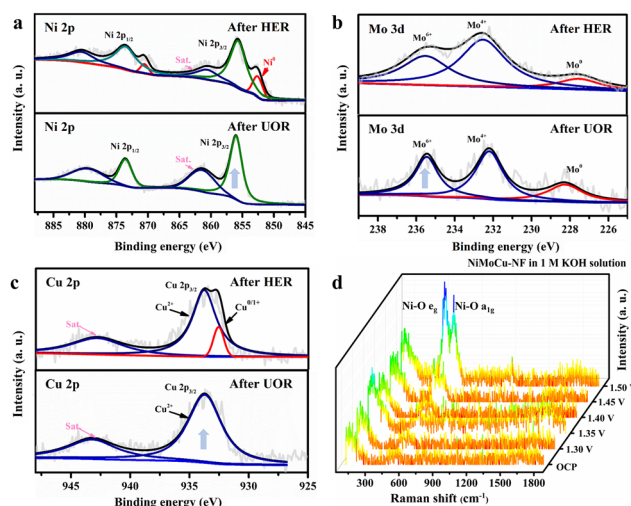 a
Ni 2p
After HER
Ni 2p1/2
Ni 2p3/2
Sat.
Ni0
Ni 2p
After UOR
Ni 2p1/2
Ni 2p3/2
Sat.
Intensity (a. u.)
885 880 875 870 865 860 855 850 845
Binding energy (eV)
b
Mo 3d
After HER
Mo6+
Mo4+
Mo0
Mo 3d
After UOR
Mo6+
Mo4+
Mo0
Intensity (a. u.)
238 236 234 232 230 228 226
Binding energy (eV)
c
Cu 2p
After HER
Cu 2p3/2
Cu2+
Cu0/1+
Sat.
Cu 2p
After UOR
Cu 2p3/2
Cu2+
Sat.
Intensity (a. u.)
945 940 935 930 925
Binding energy (eV)
NiMoCu-NF in 1 M KOH solution
d
Ni-O eg
Ni-O a1g
Intensity (a. u.)
1.50 V
1.45 V
1.40 V
1.35 V
1.30 V
OCP
300 600 900 1200 1500 1800
Raman shift (cm-1)